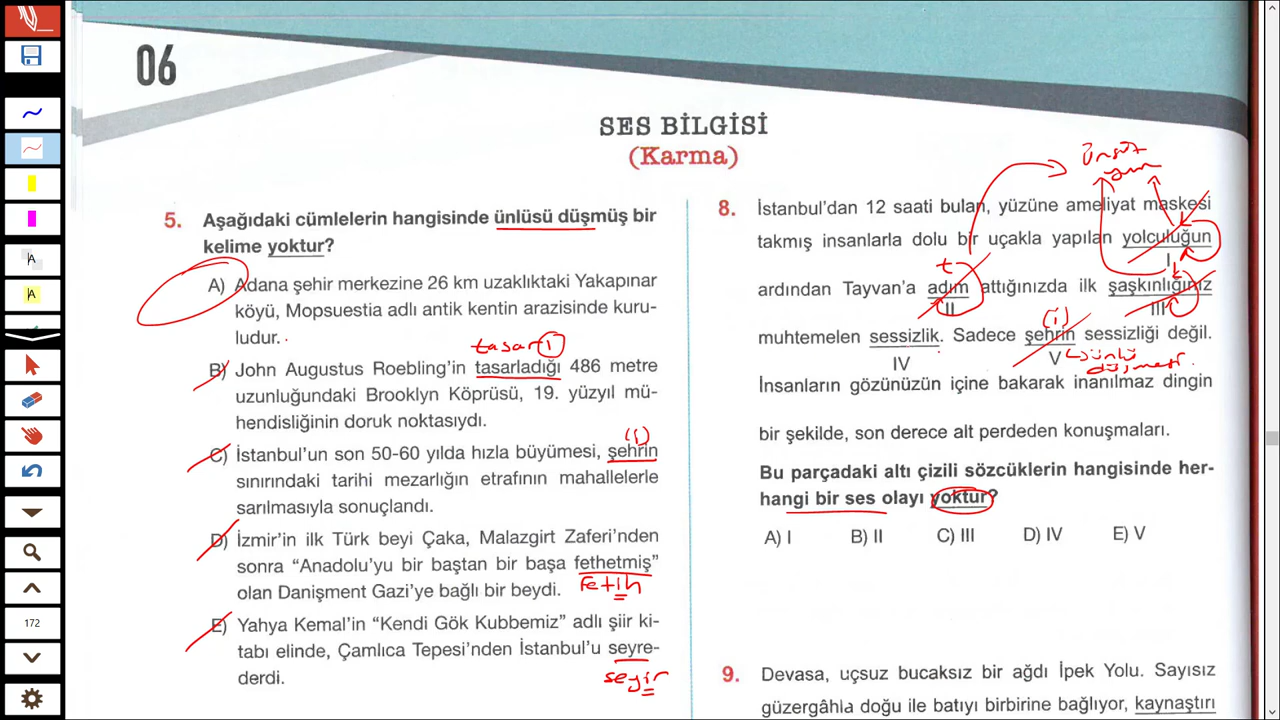 06
SES BİLGİSİ
(Karma)
5. Aşağıdaki cümlelerin hangisinde ünlüsü düşmüş bir
kelime yoktur?
A) Adana şehir merkezine 26 km uzaklıktaki Yakapınar
köyü, Mopsuestia adlı antik kentin arazisinde kuru-
ludur.
tasarı
B) John Augustus Roebling'in tasarladığı 486 metre
uzunluğundaki Brooklyn Köprüsü, 19. yüzyıl mü-
hendisliğinin doruk noktasıydı.
(i)
C) İstanbul'un son 50-60 yılda hızla büyümesi, şehrin
sınırındaki tarihi mezarlığın etrafının mahallelerle
sarılmasıyla sonuçlandı.
D) İzmir'in ilk Türk beyi Çaka, Malazgirt Zaferi'nden
sonra “Anadolu'yu bir baştan bir başa fethetmiş”
olan Danişment Gazi'ye bağlı bir beydi.
Fetih
E) Yahya Kemal'in “Kendi Gök Kubbemiz” adlı şiir ki-
tabı elinde, Çamlıca Tepesi'nden İstanbul'u seyre-
derdi.
seyir
ünsüz
yum
8. İstanbul'dan 12 saati bulan, yüzüne ameliyat maskesi
takmış insanlarla dolu bir uçakla yapılan yolculuğun
I
t
ardından Tayvan'a adım attığınızda ilk şaşkınlığınız
II III
(i)
muhtemelen sessizlik. Sadece şehrin sessizliği değil.
IV V
ünlü
düşmesi
İnsanların gözünüzün içine bakarak inanılmaz dingin
bir şekilde, son derece alt perdeden konuşmaları.
Bu parçadaki altı çizili sözcüklerin hangisinde her-
hangi bir ses olayı yoktur?
A) I B) II C) III D) IV E) V
9. Devasa, uçsuz bucaksız bir ağdı İpek Yolu. Sayısız
güzergâhla doğu ile batıyı birbirine bağlıyor, kaynaştırı
A
A
172